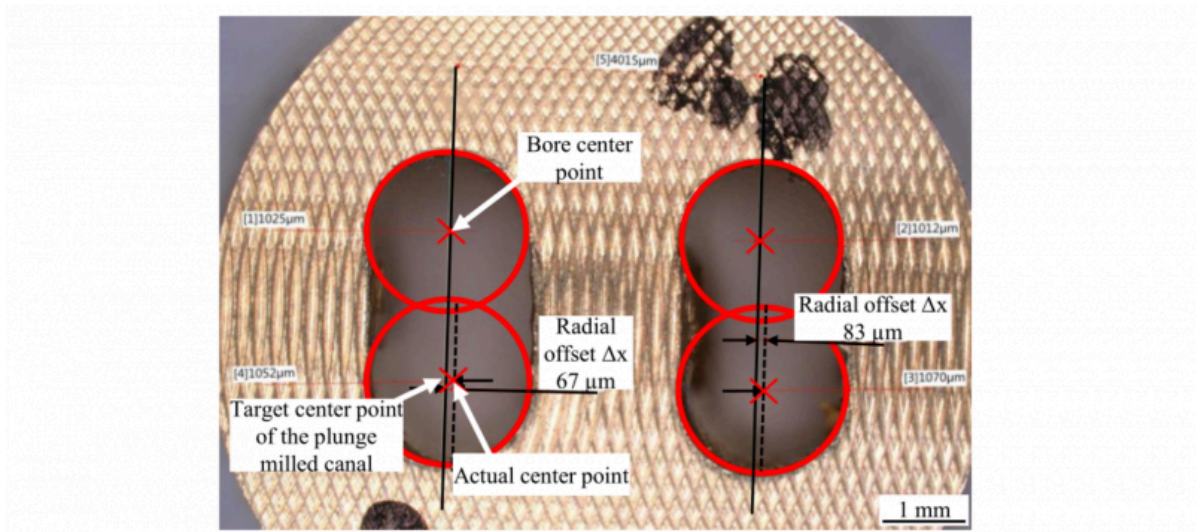 [5]4015μm
Bore center
point
[1]1025μm
[2]1012μm
Radial offset Δx
83 μm
Radial
offset Δx
67 μm
[4]1052μm
[3]1070μm
Target center point
of the plunge
milled canal
Actual center point
1 mm